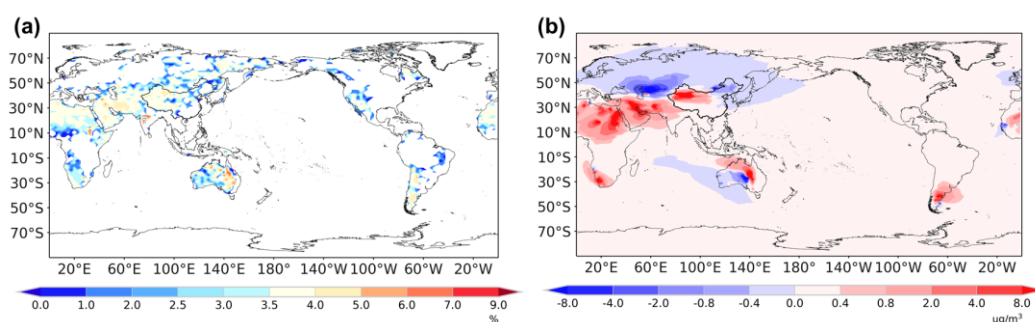 (a)
(b)
70°N
50°N
30°N
10°N
10°S
30°S
50°S
70°S
20°E 60°E 100°E 140°E 180° 140°W 100°W 60°W 20°W
0.0 1.0 2.0 2.5 3.0 3.5 4.0 5.0 6.0 7.0 9.0
%
70°N
50°N
30°N
10°N
10°S
30°S
50°S
70°S
20°E 60°E 100°E 140°E 180° 140°W 100°W 60°W 20°W
-8.0 -4.0 -2.0 -0.8 -0.4 0.0 0.4 0.8 2.0 4.0 8.0
ug/m³